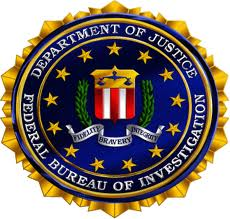 DEPARTMENT OF JUSTICE
FIDELITY BRAVERY INTEGRITY
FEDERAL BUREAU OF INVESTIGATION